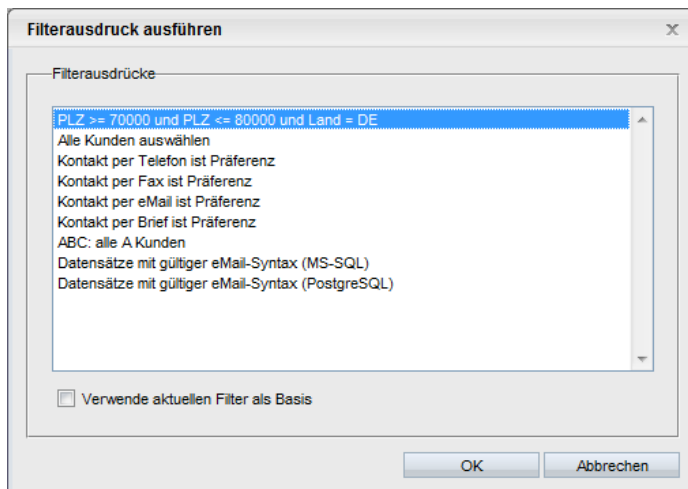 Filterausdruck ausführen
Filterausdrücke
PLZ >= 70000 und PLZ <= 80000 und Land = DE
Alle Kunden auswählen
Kontakt per Telefon ist Präferenz
Kontakt per Fax ist Präferenz
Kontakt per eMail ist Präferenz
Kontakt per Brief ist Präferenz
ABC: alle A Kunden
Datensätze mit gültiger eMail-Syntax (MS-SQL)
Datensätze mit gültiger eMail-Syntax (PostgreSQL)
Verwende aktuellen Filter als Basis
OK Abbrechen